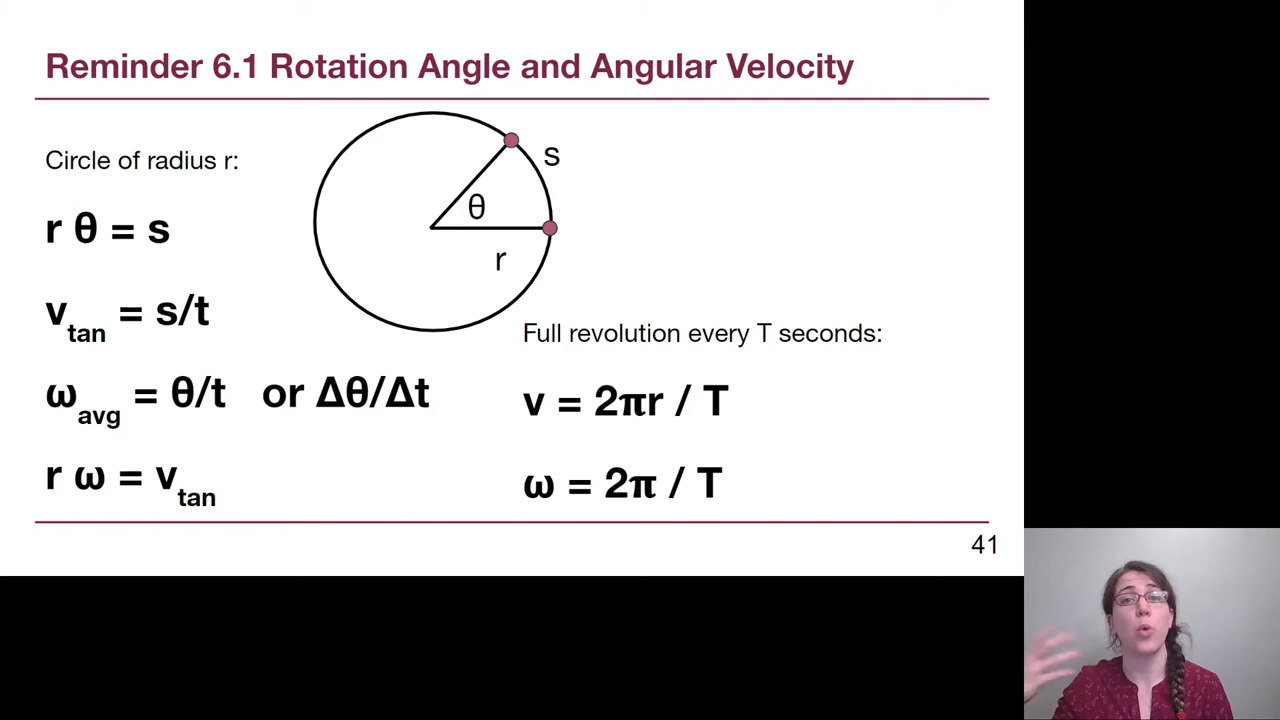 Reminder 6.1 Rotation Angle and Angular Velocity
Circle of radius r:
r θ = s
v_tan = s/t
ω_avg = θ/t or Δθ/Δt
r ω = v_tan
s
θ
r
Full revolution every T seconds:
v = 2πr / T
ω = 2π / T
41